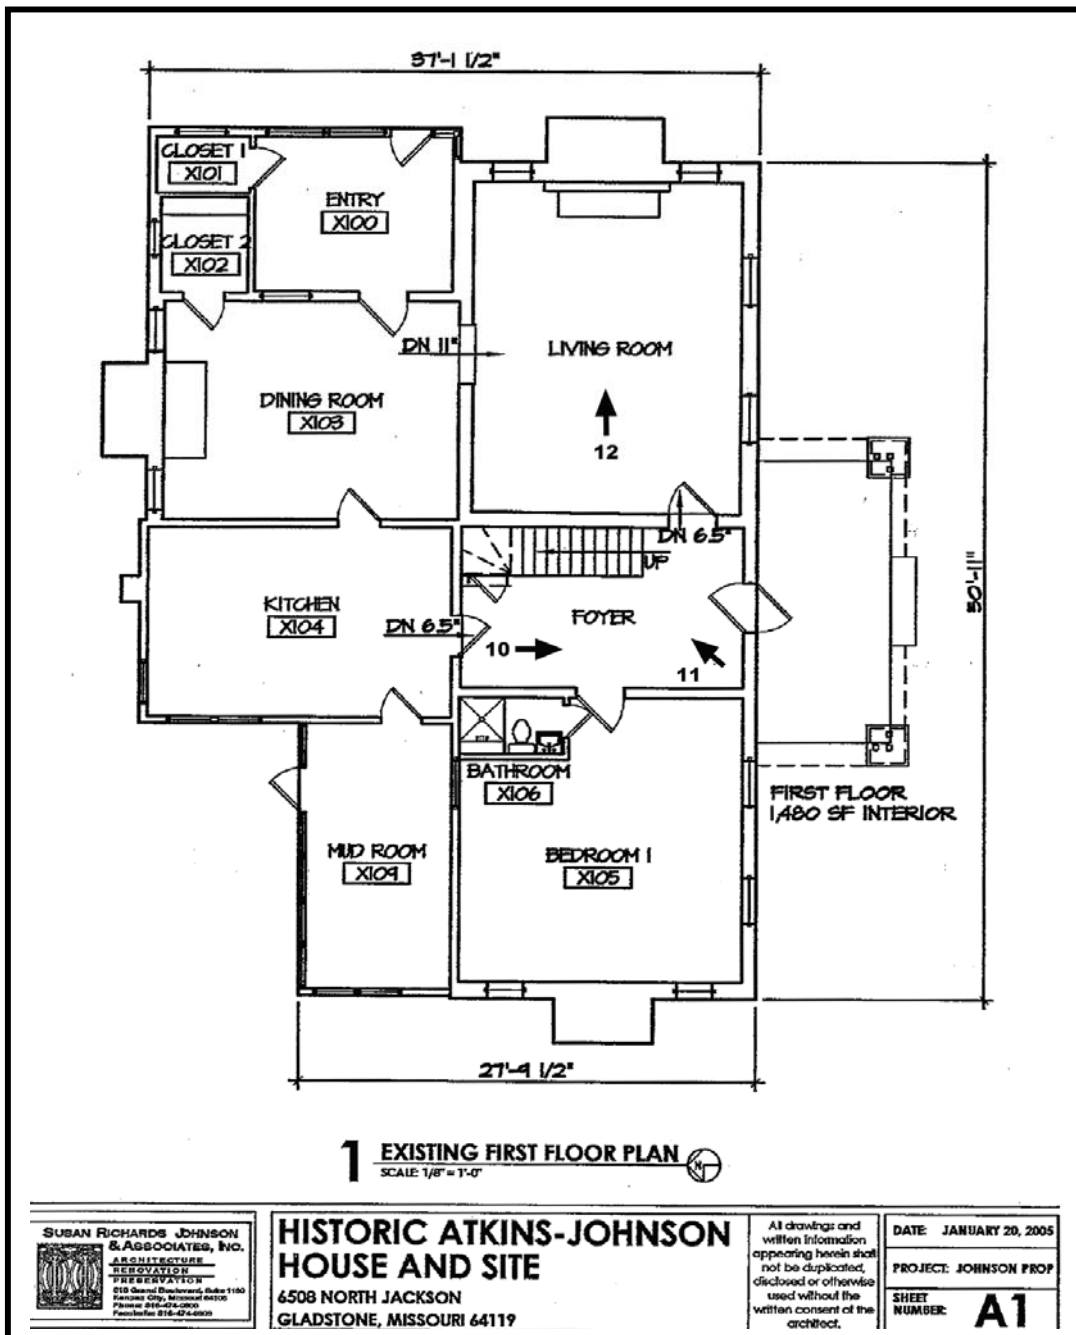 37'-1 1/2"
CLOSET 1
X101
ENTRY
X100
CLOSET 2
X102
DN 11"
LIVING ROOM
DINING ROOM
X103
12
DN 6.5"
UP
50'-11"
KITCHEN
X104
FOYER
DN 6.5"
10
11
BATHROOM
X106
FIRST FLOOR
1,480 SF INTERIOR
MUD ROOM
X109
BEDROOM 1
X105
27'-9 1/2"
1 EXISTING FIRST FLOOR PLAN
N
SCALE: 1/8" = 1'-0"
SUSAN RICHARDS JOHNSON
& ASSOCIATES, INC.
ARCHITECTURE
RENOVATION
PRESERVATION
Kansas City, Missouri
HISTORIC ATKINS-JOHNSON
HOUSE AND SITE
6508 NORTH JACKSON
GLADSTONE, MISSOURI 64119
All drawings and
written information
appearing herein shall
not be duplicated,
disclosed or otherwise
used without the
written consent of the
architect.
DATE: JANUARY 20, 2005
PROJECT: JOHNSON PROP
SHEET
NUMBER: A1